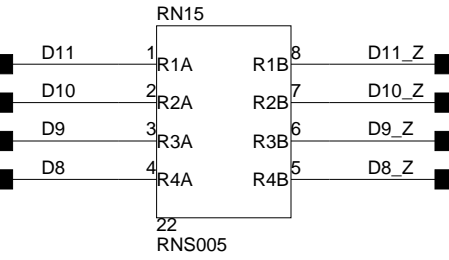 RN15
D11 1 R1A R1B 8 D11_Z
D10 2 R2A R2B 7 D10_Z
D9 3 R3A R3B 6 D9_Z
D8 4 R4A R4B 5 D8_Z
22
RNS005